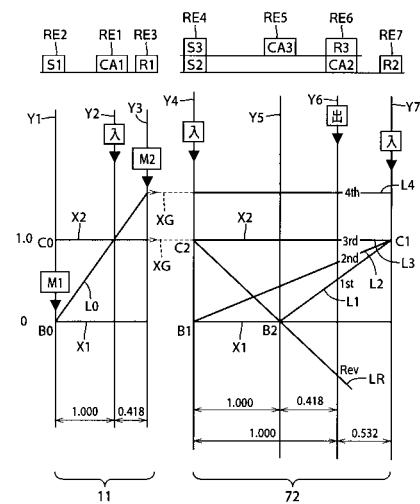 RE2 RE1 RE3 RE4 RE5 RE6 RE7
S3 CA3 R3
S1 CA1 R1 S2 CA2 R2
Y1 Y2 Y3 Y4 Y5 Y6 Y7
入 M2 入 出 入
4th L4
XG
X2 X2 3rd
1.0 C0 C2 C1
XG 2nd L3
L2
M1 1st
L0 L1
0 B0 B1 B2
X1 X1
Rev
LR
1.000 0.418 1.000 0.418
1.000 0.532
11 72